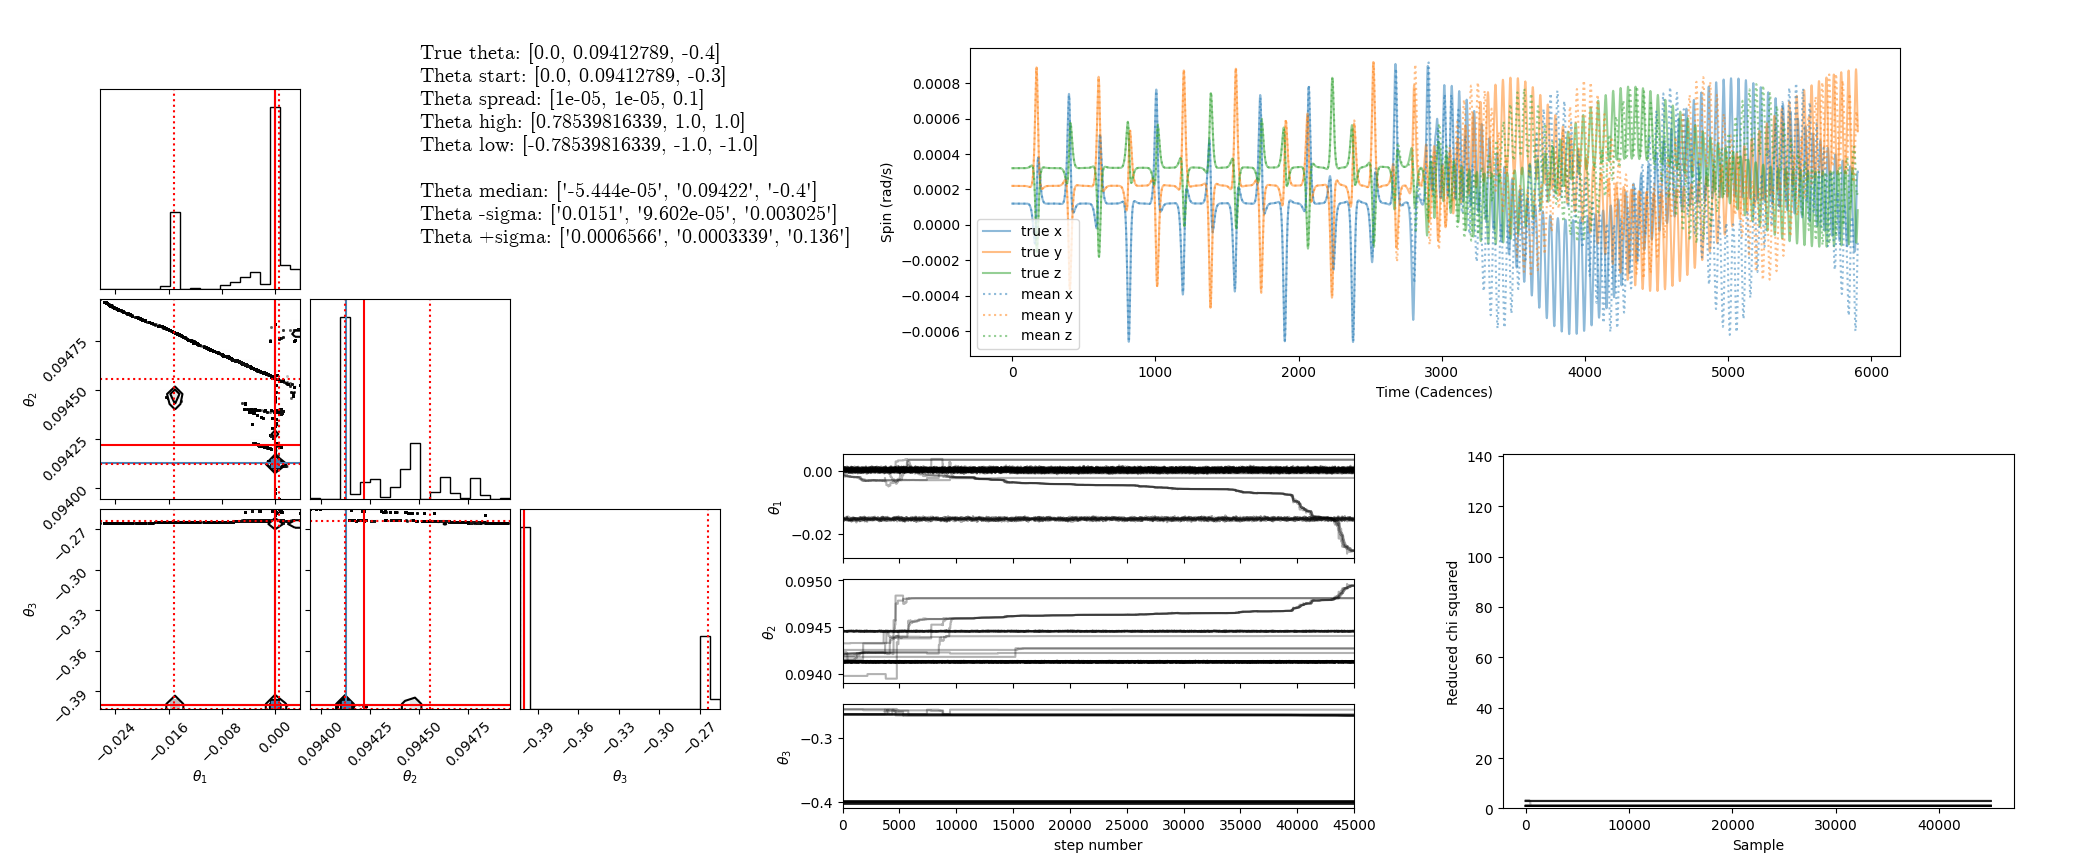 True theta: [0.0, 0.09412789, -0.4]
Theta start: [0.0, 0.09412789, -0.3]
Theta spread: [1e-05, 1e-05, 0.1]
Theta high: [0.78539816339, 1.0, 1.0]
Theta low: [-0.78539816339, -1.0, -1.0]
Theta median: ['-5.444e-05', '0.09422', '-0.4']
Theta -sigma: ['0.0151', '9.602e-05', '0.003025']
Theta +sigma: ['0.0006566', '0.0003339', '0.136']
0.09475
0.09450
0.09425
0.09400
θ2
−0.27
−0.30
−0.33
−0.36
−0.39
θ3
−0.024
−0.016
−0.008
0.000
θ1
0.09400
0.09425
0.09450
0.09475
θ2
−0.39
−0.36
−0.33
−0.30
−0.27
θ3
0.0008
0.0006
0.0004
0.0002
0.0000
−0.0002
−0.0004
−0.0006
Spin (rad/s)
true x
true y
true z
mean x
mean y
mean z
0
1000
2000
3000
4000
5000
6000
Time (Cadences)
0.00
−0.02
θ1
0.0950
0.0945
0.0940
θ2
−0.3
−0.4
θ3
0
5000
10000
15000
20000
25000
30000
35000
40000
45000
step number
140
120
100
80
60
40
20
0
Reduced chi squared
0
10000
20000
30000
40000
Sample